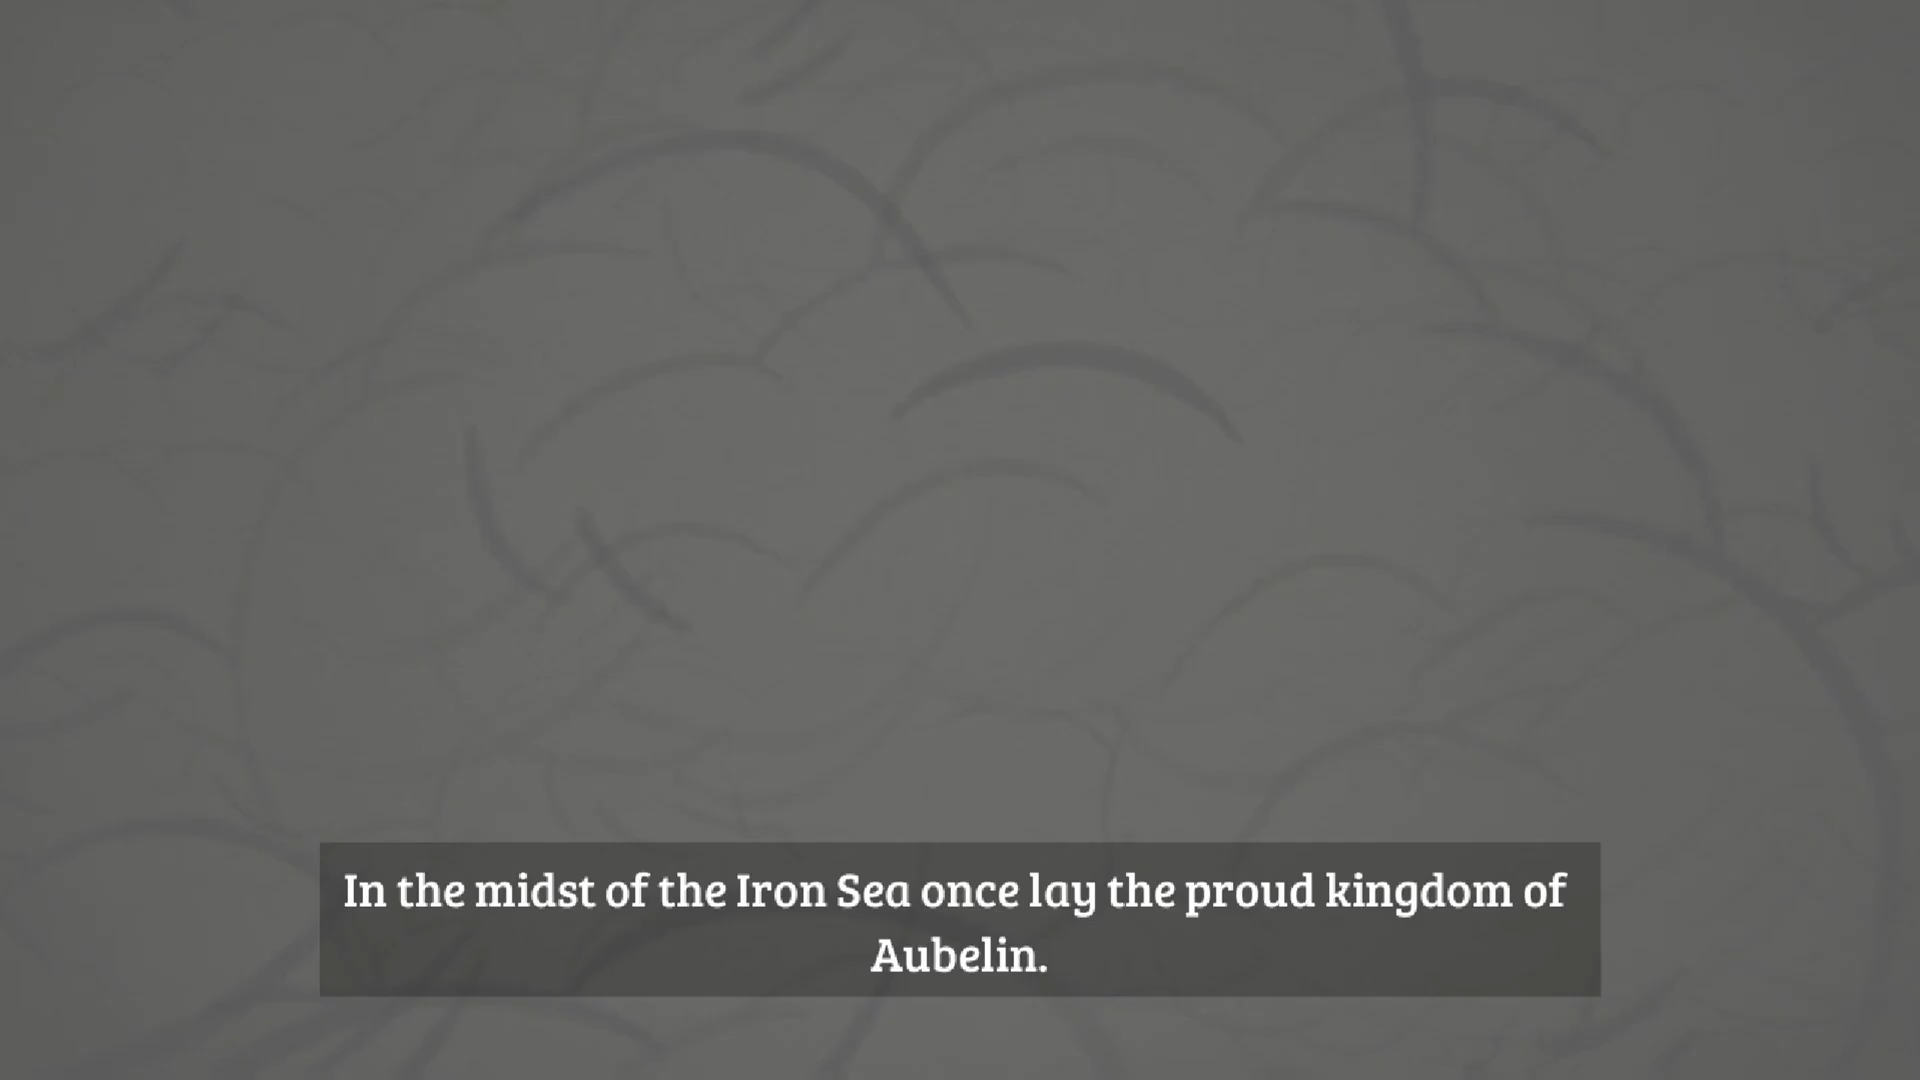 In the midst of the Iron Sea once lay the proud kingdom of
Aubelin.